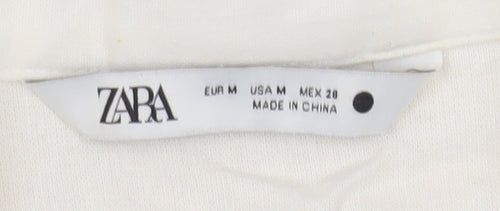 ZARA
EUR M USA M MEX 28
MADE IN CHINA